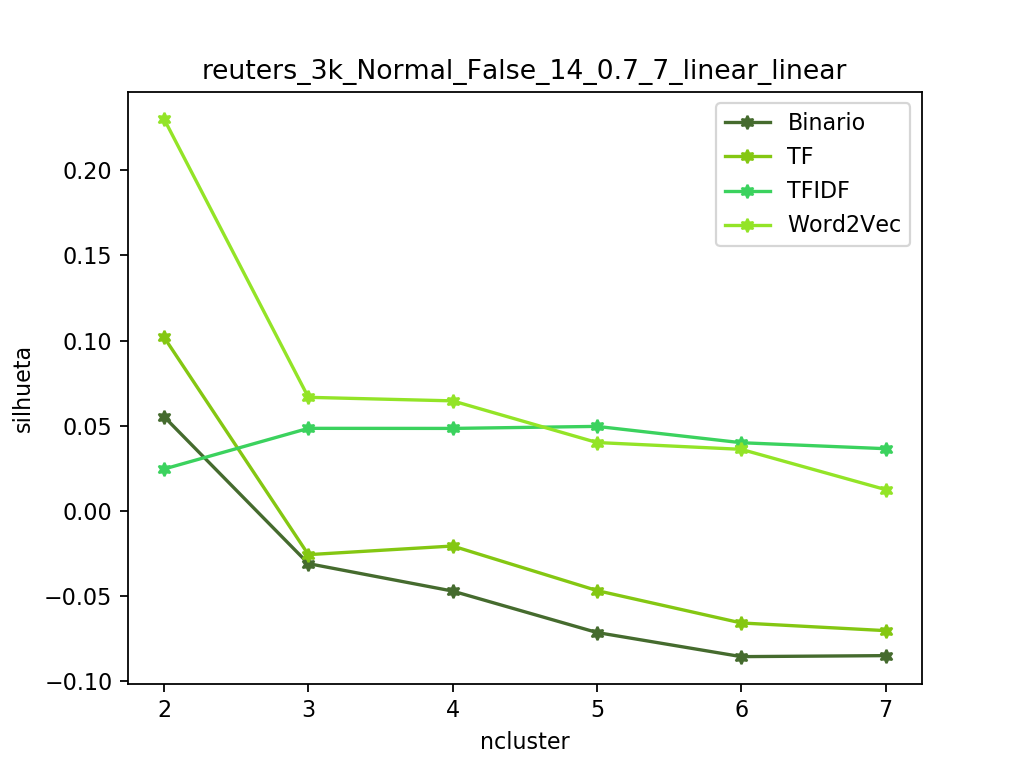 reuters_3k_Normal_False_14_0.7_7_linear_linear
Binario
TF
TFIDF
Word2Vec
silhueta
0.20
0.15
0.10
0.05
0.00
−0.05
−0.10
2 3 4 5 6 7
ncluster